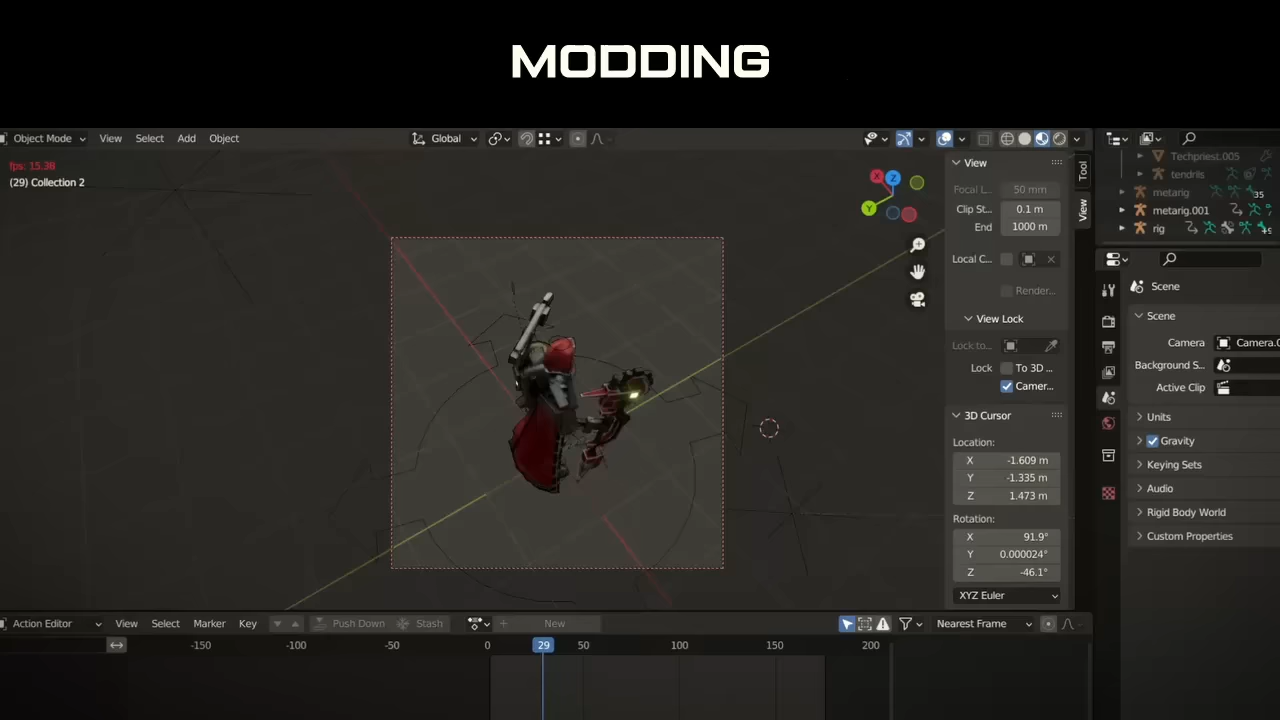 MODDING
Object Mode View Select Add Object Global
fps: 15.38
(29) Collection 2
X Z Y
View
Focal L... 50 mm
Clip St... 0.1 m
End 1000 m
Local C...
Render...
View Lock
Lock to...
Lock To 3D ...
Camer...
3D Cursor
Location:
X -1.609 m
Y -1.335 m
Z 1.473 m
Rotation:
X 91.9°
Y 0.000024°
Z -46.1°
XYZ Euler
Tool
View
Techpriest.005
tendrils
metarig 35
metarig.001
rig
Scene
Scene
Camera Camera.0
Background S...
Active Clip
Units
Gravity
Keying Sets
Audio
Rigid Body World
Custom Properties
Action Editor View Select Marker Key Push Down Stash New Nearest Frame
-150 -100 -50 0 29 50 100 150 200